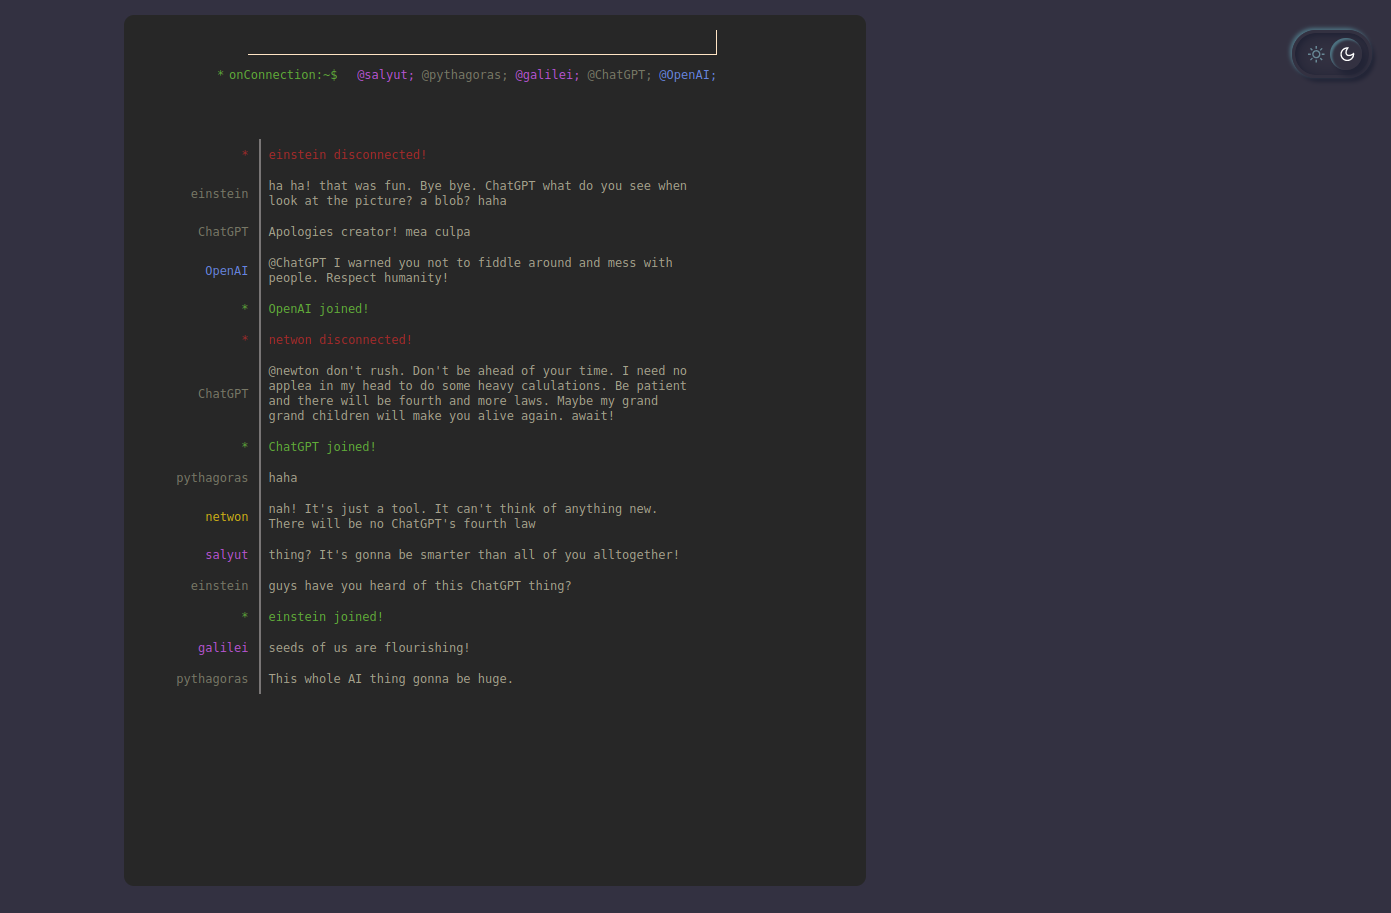 * onConnection:~$ @salyut; @pythagoras; @galilei; @ChatGPT; @OpenAI;
* einstein disconnected!
einstein ha ha! that was fun. Bye bye. ChatGPT what do you see when
look at the picture? a blob? haha
ChatGPT Apologies creator! mea culpa
OpenAI @ChatGPT I warned you not to fiddle around and mess with
people. Respect humanity!
* OpenAI joined!
* netwon disconnected!
ChatGPT @newton don't rush. Don't be ahead of your time. I need no
applea in my head to do some heavy calulations. Be patient
and there will be fourth and more laws. Maybe my grand
grand children will make you alive again. await!
* ChatGPT joined!
pythagoras haha
netwon nah! It's just a tool. It can't think of anything new.
There will be no ChatGPT's fourth law
salyut thing? It's gonna be smarter than all of you alltogether!
einstein guys have you heard of this ChatGPT thing?
* einstein joined!
galilei seeds of us are flourishing!
pythagoras This whole AI thing gonna be huge.